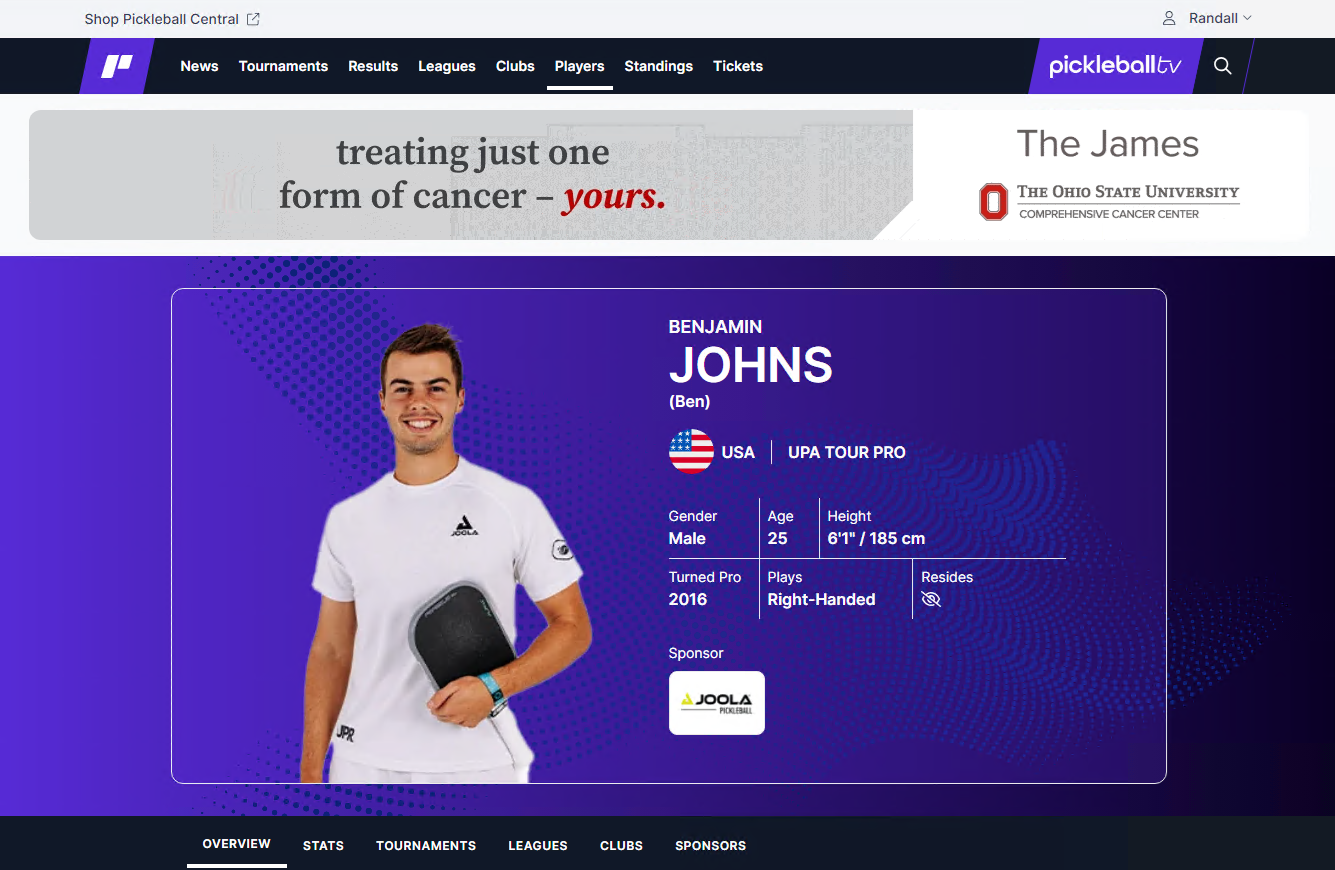 Shop Pickleball Central
Randall
News Tournaments Results Leagues Clubs Players Standings Tickets
pickleballtv
treating just one
form of cancer – yours.
The James
THE OHIO STATE UNIVERSITY
COMPREHENSIVE CANCER CENTER
BENJAMIN
JOHNS
(Ben)
USA
UPA TOUR PRO
Gender Age Height
Male 25 6'1" / 185 cm
Turned Pro Plays Resides
2016 Right-Handed
Sponsor
JOOLA
PICKLEBALL
JOOLA
JPR
OVERVIEW STATS TOURNAMENTS LEAGUES CLUBS SPONSORS